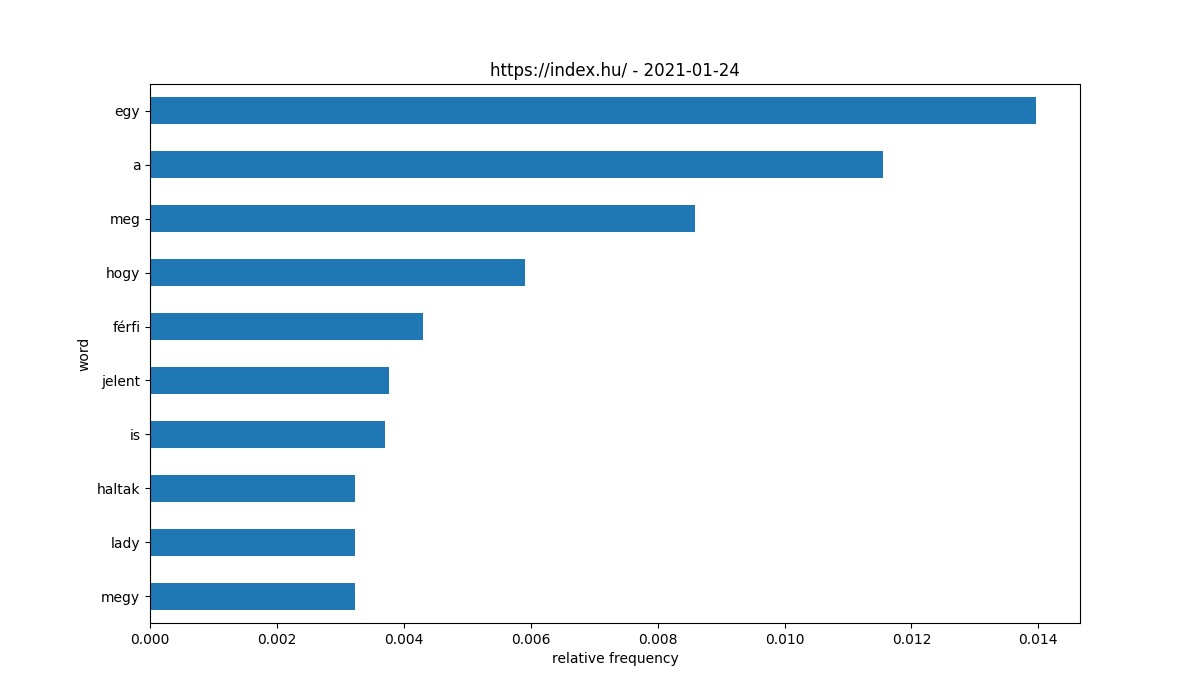 https://index.hu/ - 2021-01-24
egy
a
meg
hogy
férfi
jelent
is
haltak
lady
megy
word
0.000 0.002 0.004 0.006 0.008 0.010 0.012 0.014
relative frequency